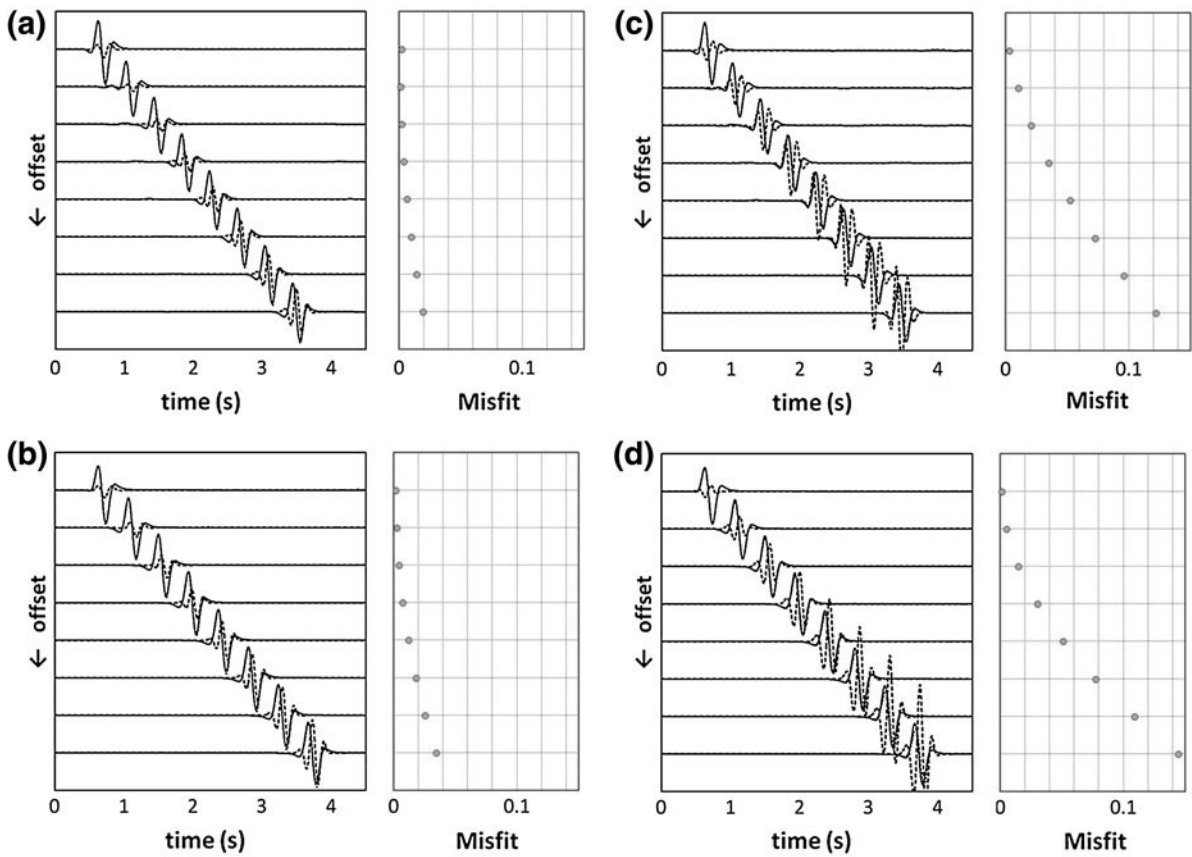 (a)
← offset
0 1 2 3 4
time (s)
0 0.1
Misfit
(c)
← offset
0 1 2 3 4
time (s)
0 0.1
Misfit
(b)
← offset
0 1 2 3 4
time (s)
0 0.1
Misfit
(d)
← offset
0 1 2 3 4
time (s)
0 0.1
Misfit